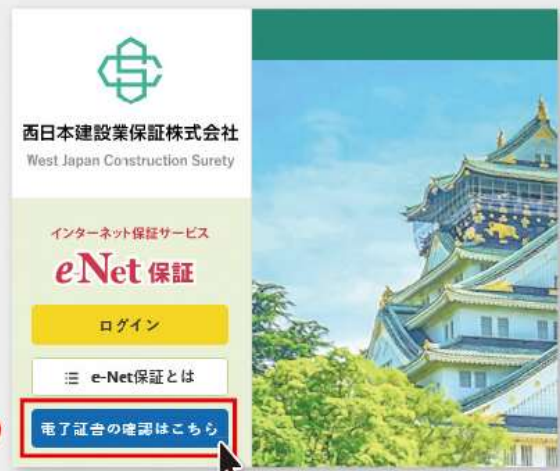 西日本建設業保証株式会社
West Japan Construction Surety
インターネット保証サービス
eNet 保証
ログイン
e-Net保証とは
電子証書の確認はこちら